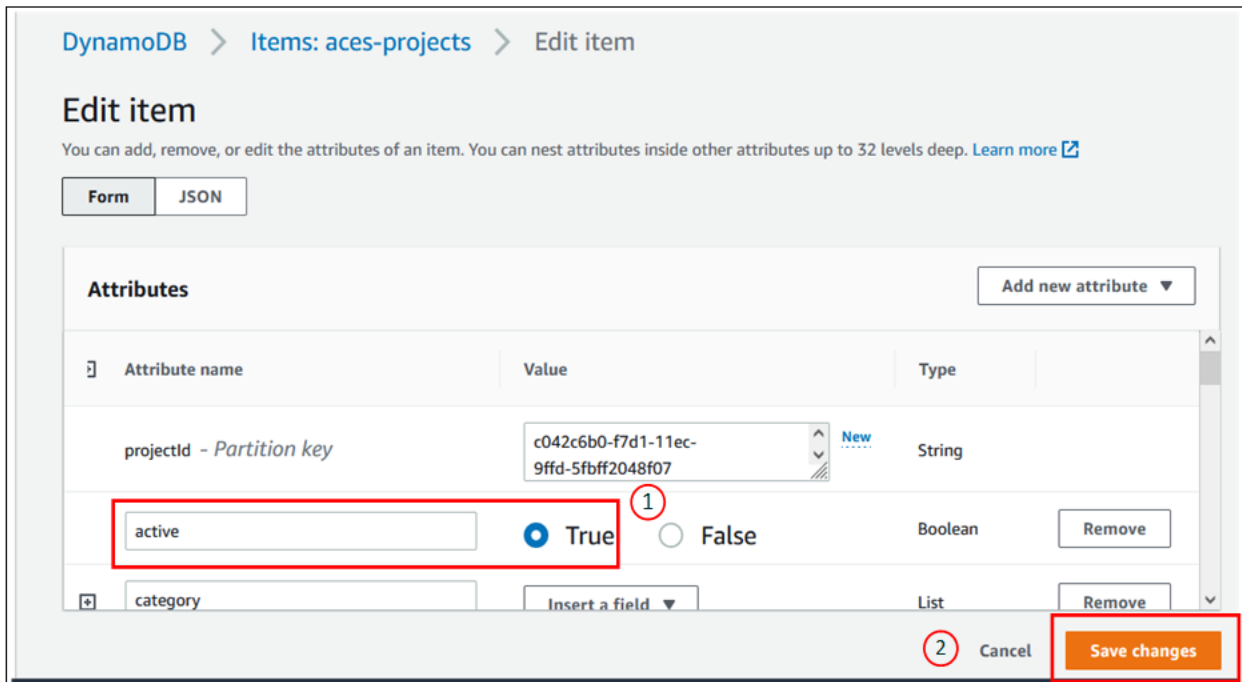 DynamoDB > Items: aces-projects > Edit item
Edit item
You can add, remove, or edit the attributes of an item. You can nest attributes inside other attributes up to 32 levels deep. Learn more
Form JSON
Attributes Add new attribute ▼
Attribute name Value Type
projectId - Partition key c042c6b0-f7d1-11ec- New String
9ffd-5fbff2048f07
1
active True False Boolean Remove
category Insert a field ▼ List Remove
2 Cancel Save changes